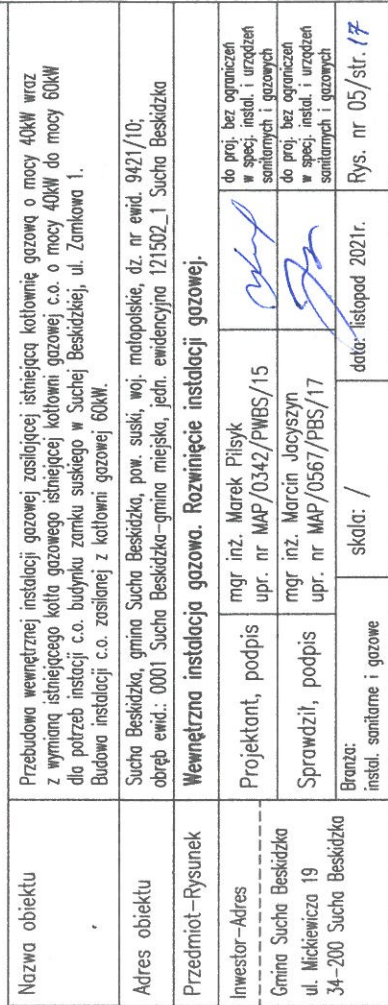 Nazwa obiektu
Przebudowa wewnętrznej instalacji gazowej zasilającej istniejącą kotłownię gazową o mocy 40kW wraz
z wymianą istniejącego kotła gazowego istniejącej kotłowni gazowej c.o. o mocy 40kW do mocy 60kW
dla potrzeb instacji c.o. budynku zamku suskiego w Suchej Beskidzkiej, ul. Zamkowa 1.
Budowa instalacji c.o. zasilanej z kotłowni gazowej 60kW.
Adres obiektu
Sucha Beskidzka, gmina Sucha Beskidzka, pow. suski, woj. małopolskie, dz. nr ewid. 9421/10;
obręb ewid.: 0001 Sucha Beskidzka-gmina miejska, jedn. ewidencyjna 121502_1 Sucha Beskidzka
Przedmiot-Rysunek
Wewnętrzna instalacja gazowa. Rozwinięcie instalacji gazowej.
Inwestor-Adres
Gmina Sucha Beskidzka
ul. Mickiewicza 19
34-200 Sucha Beskidzka
Projektant, podpis
mgr inż. Marek Pilsyk
upr. nr MAP/0342/PWBS/15
do proj. bez ograniczeń
w specj. instal. i urządzeń
sanitarnych i gazowych
Sprawdził, podpis
mgr inż. Marcin Jacyszyn
upr. nr MAP/0567/PBS/17
do proj. bez ograniczeń
w specj. instal. i urządzeń
sanitarnych i gazowych
Branża:
instal. sanitarne i gazowe
skala: /
data: listopad 2021r.
Rys. nr 05/str. 17